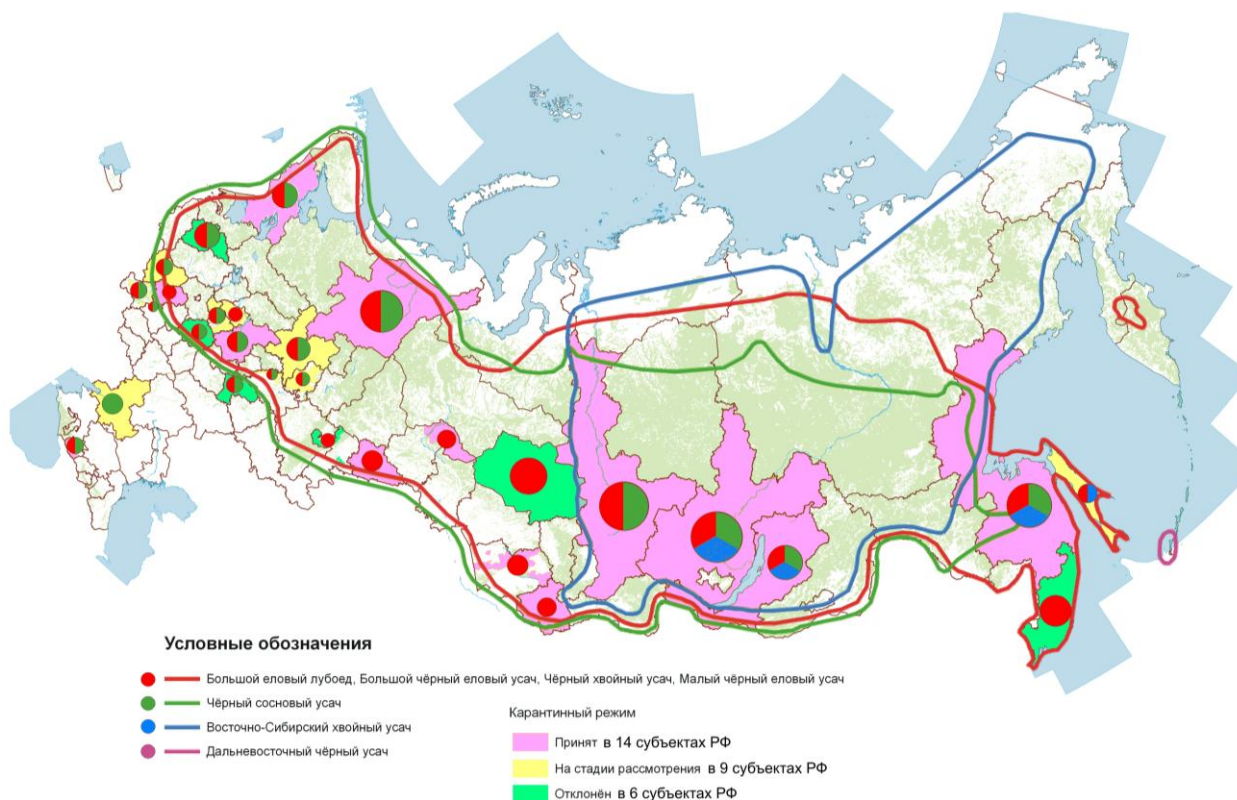 Условные обозначения
Большой еловый лубоед, Большой чёрный еловый усач, Чёрный хвойный усач, Малый чёрный еловый усач
Чёрный сосновый усач
Восточно-Сибирский хвойный усач
Дальневосточный чёрный усач
Карантинный режим
Принят в 14 субъектах РФ
На стадии рассмотрения в 9 субъектах РФ
Отклонён в 6 субъектах РФ